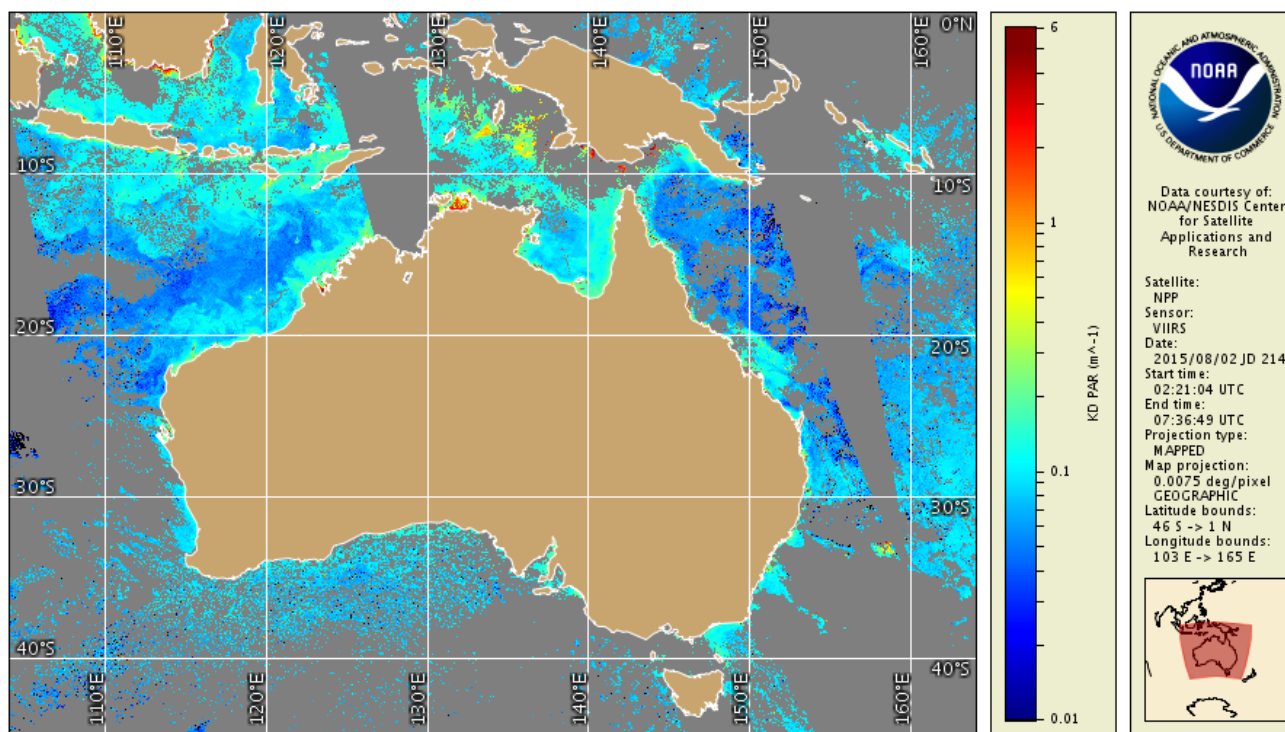 110°E 120°E 130°E 140°E 150°E 160°E 0°N
10°S 10°S
20°S 20°S
30°S 30°S
40°S 40°S
110°E 120°E 130°E 140°E 150°E 160°E
6
1
0.1
0.01
KD PAR (m^-1)
NATIONAL OCEANIC AND ATMOSPHERIC ADMINISTRATION
NOAA
U.S. DEPARTMENT OF COMMERCE
Data courtesy of:
NOAA/NESDIS Center
for Satellite
Applications and
Research
Satellite:
NPP
Sensor:
VIIRS
Date:
2015/08/02 JD 214
Start time:
02:21:04 UTC
End time:
07:36:49 UTC
Projection type:
MAPPED
Map projection:
0.0075 deg/pixel
GEOGRAPHIC
Latitude bounds:
46 S -> 1 N
Longitude bounds:
103 E -> 165 E